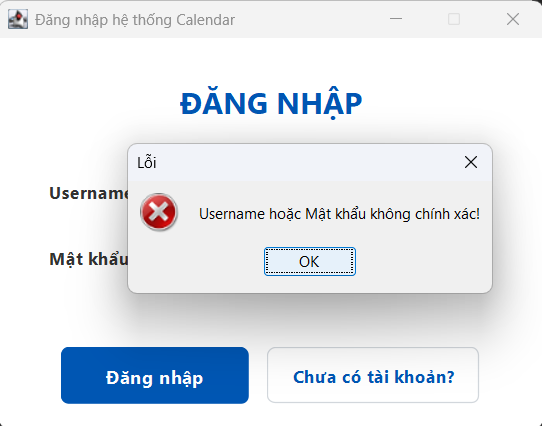 Đăng nhập hệ thống Calendar
ĐĂNG NHẬP
Lỗi
Username
Username hoặc Mật khẩu không chính xác!
Mật khẩu
OK
Đăng nhập
Chưa có tài khoản?